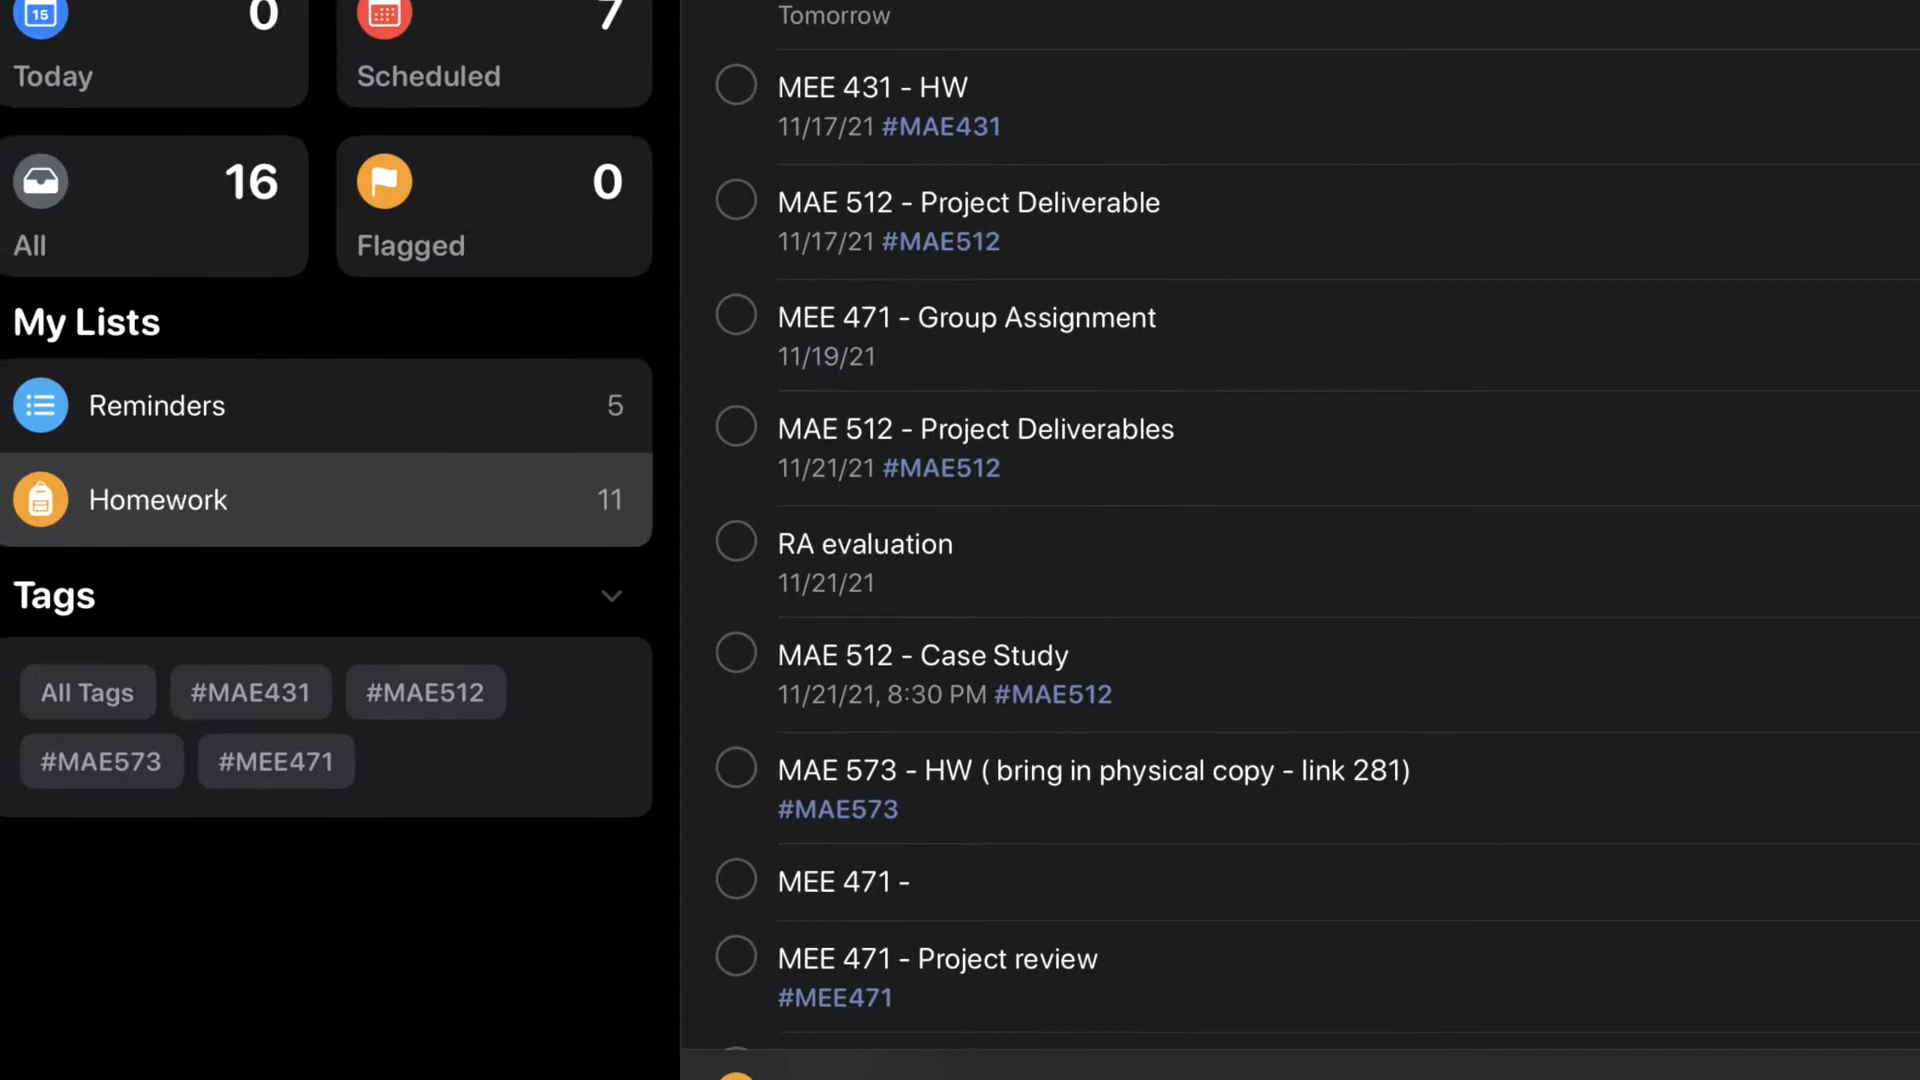 15
0
Today
7
Scheduled
16
All
0
Flagged
My Lists
Reminders 5
Homework 11
Tags
All Tags #MAE431 #MAE512
#MAE573 #MEE471
Tomorrow
MEE 431 - HW
11/17/21 #MAE431
MAE 512 - Project Deliverable
11/17/21 #MAE512
MEE 471 - Group Assignment
11/19/21
MAE 512 - Project Deliverables
11/21/21 #MAE512
RA evaluation
11/21/21
MAE 512 - Case Study
11/21/21, 8:30 PM #MAE512
MAE 573 - HW ( bring in physical copy - link 281)
#MAE573
MEE 471 -
MEE 471 - Project review
#MEE471